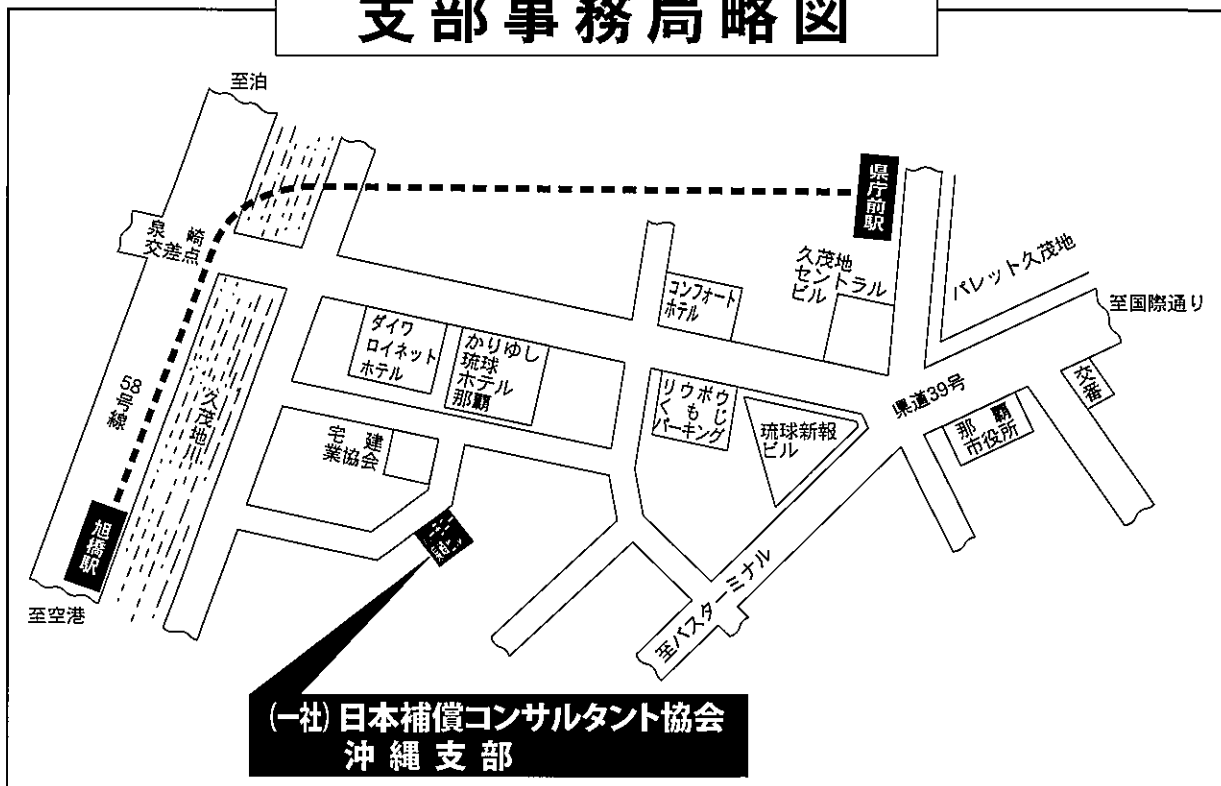 支部事務局略図
至泊
県庁前駅
泉崎
交差点
久茂地
セントラル
ビル
パレット久茂地
コンフォート
ホテル
至国際通り
ダイワ
ロイネット
ホテル
かりゆし
琉球
ホテル
那覇
58号線
久茂地川
リウボウ
くもじ
パーキング
琉球新報
ビル
県道39号
交番
那覇
市役所
宅建
業協会
旭橋駅
至空港
至バスターミナル
(一社)日本補償コンサルタント協会
沖縄支部